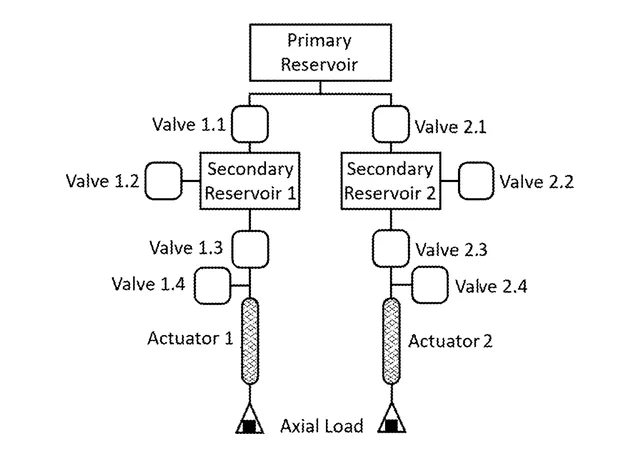 Primary
Reservoir
Valve 1.1
Valve 2.1
Valve 1.2
Secondary
Reservoir 1
Secondary
Reservoir 2
Valve 2.2
Valve 1.3
Valve 2.3
Valve 1.4
Valve 2.4
Actuator 1
Actuator 2
Axial Load